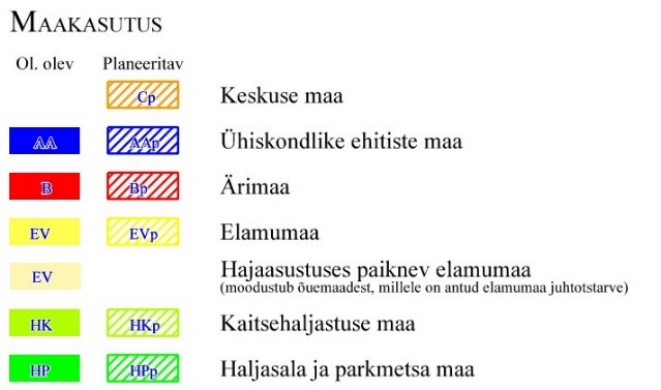 MAAKASUTUS
Ol. olev Planeeritav
Cp Keskuse maa
AA AAp Ühiskondlike ehitiste maa
B Bp Ärimaa
EV EVp Elamumaa
EV Hajaasustuses paiknev elamumaa
(moodustub õuemaadest, millele on antud elamumaa juhtotstarve)
HK HKp Kaitsehaljastuse maa
HP HPp Haljasala ja parkmetsa maa